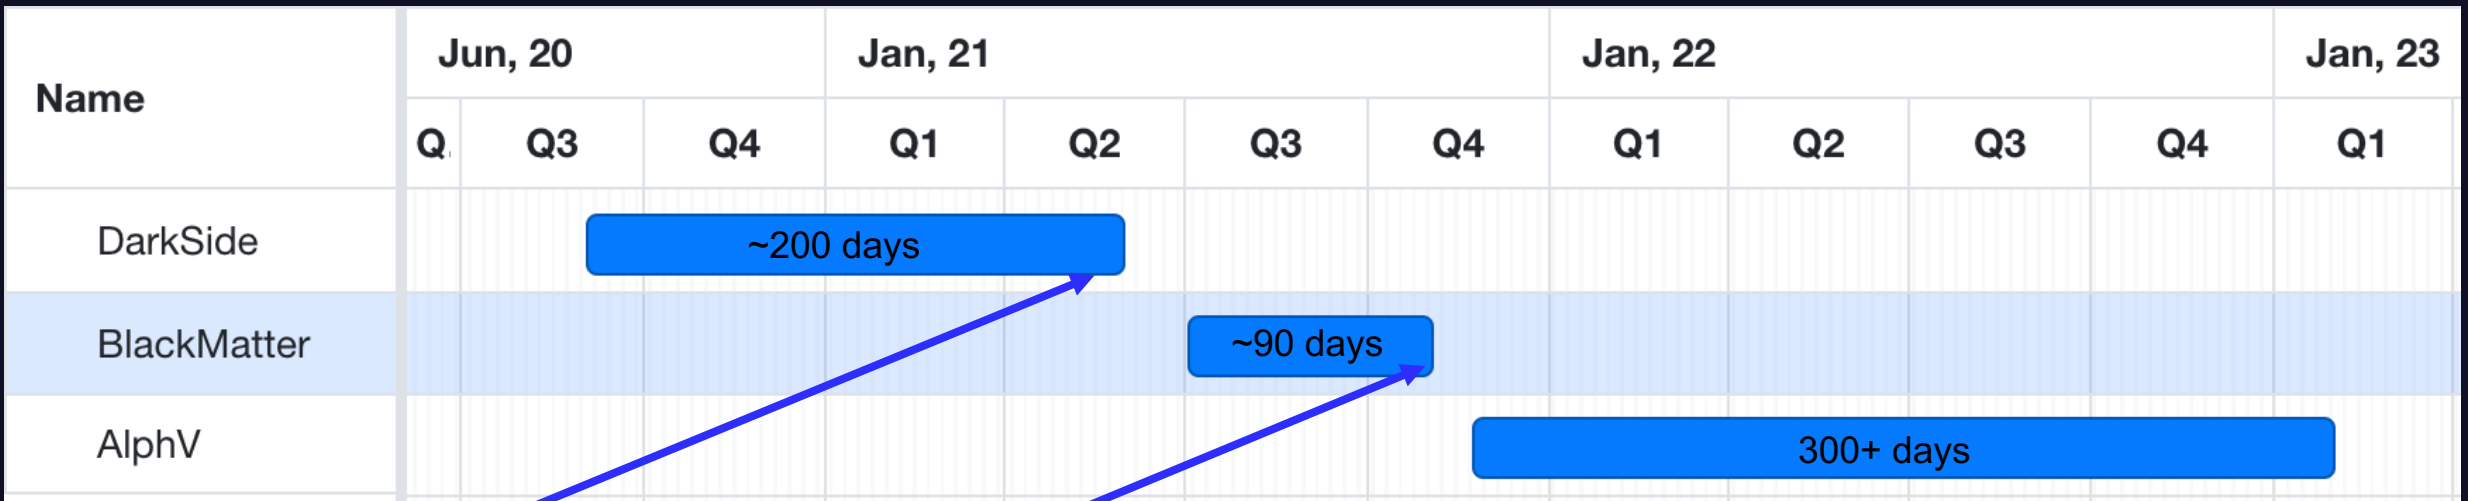 Name
Jun, 20 Jan, 21 Jan, 22 Jan, 23
Q. Q3 Q4 Q1 Q2 Q3 Q4 Q1 Q2 Q3 Q4 Q1
DarkSide ~200 days
BlackMatter ~90 days
AlphV 300+ days